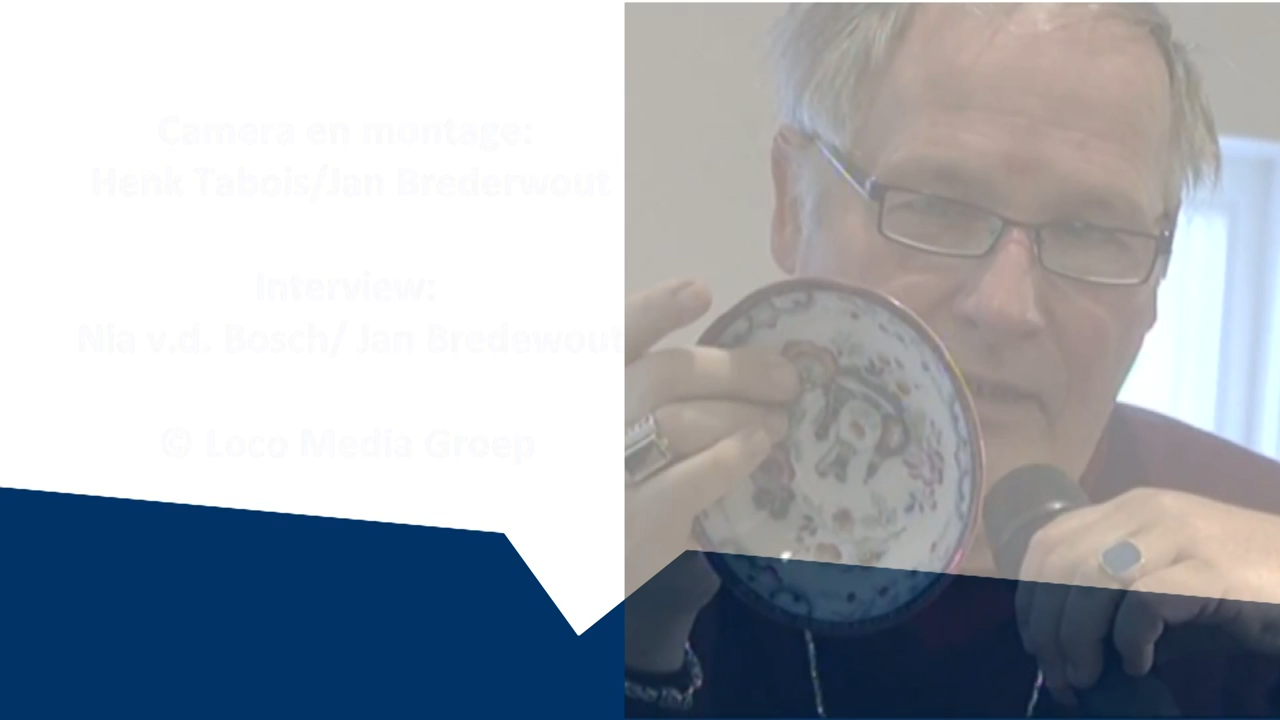 Camera en montage:
Henk Tabois/Jan Brederwout
Interview:
Nia v.d. Bosch/ Jan Bredewout
© Loco Media Groep